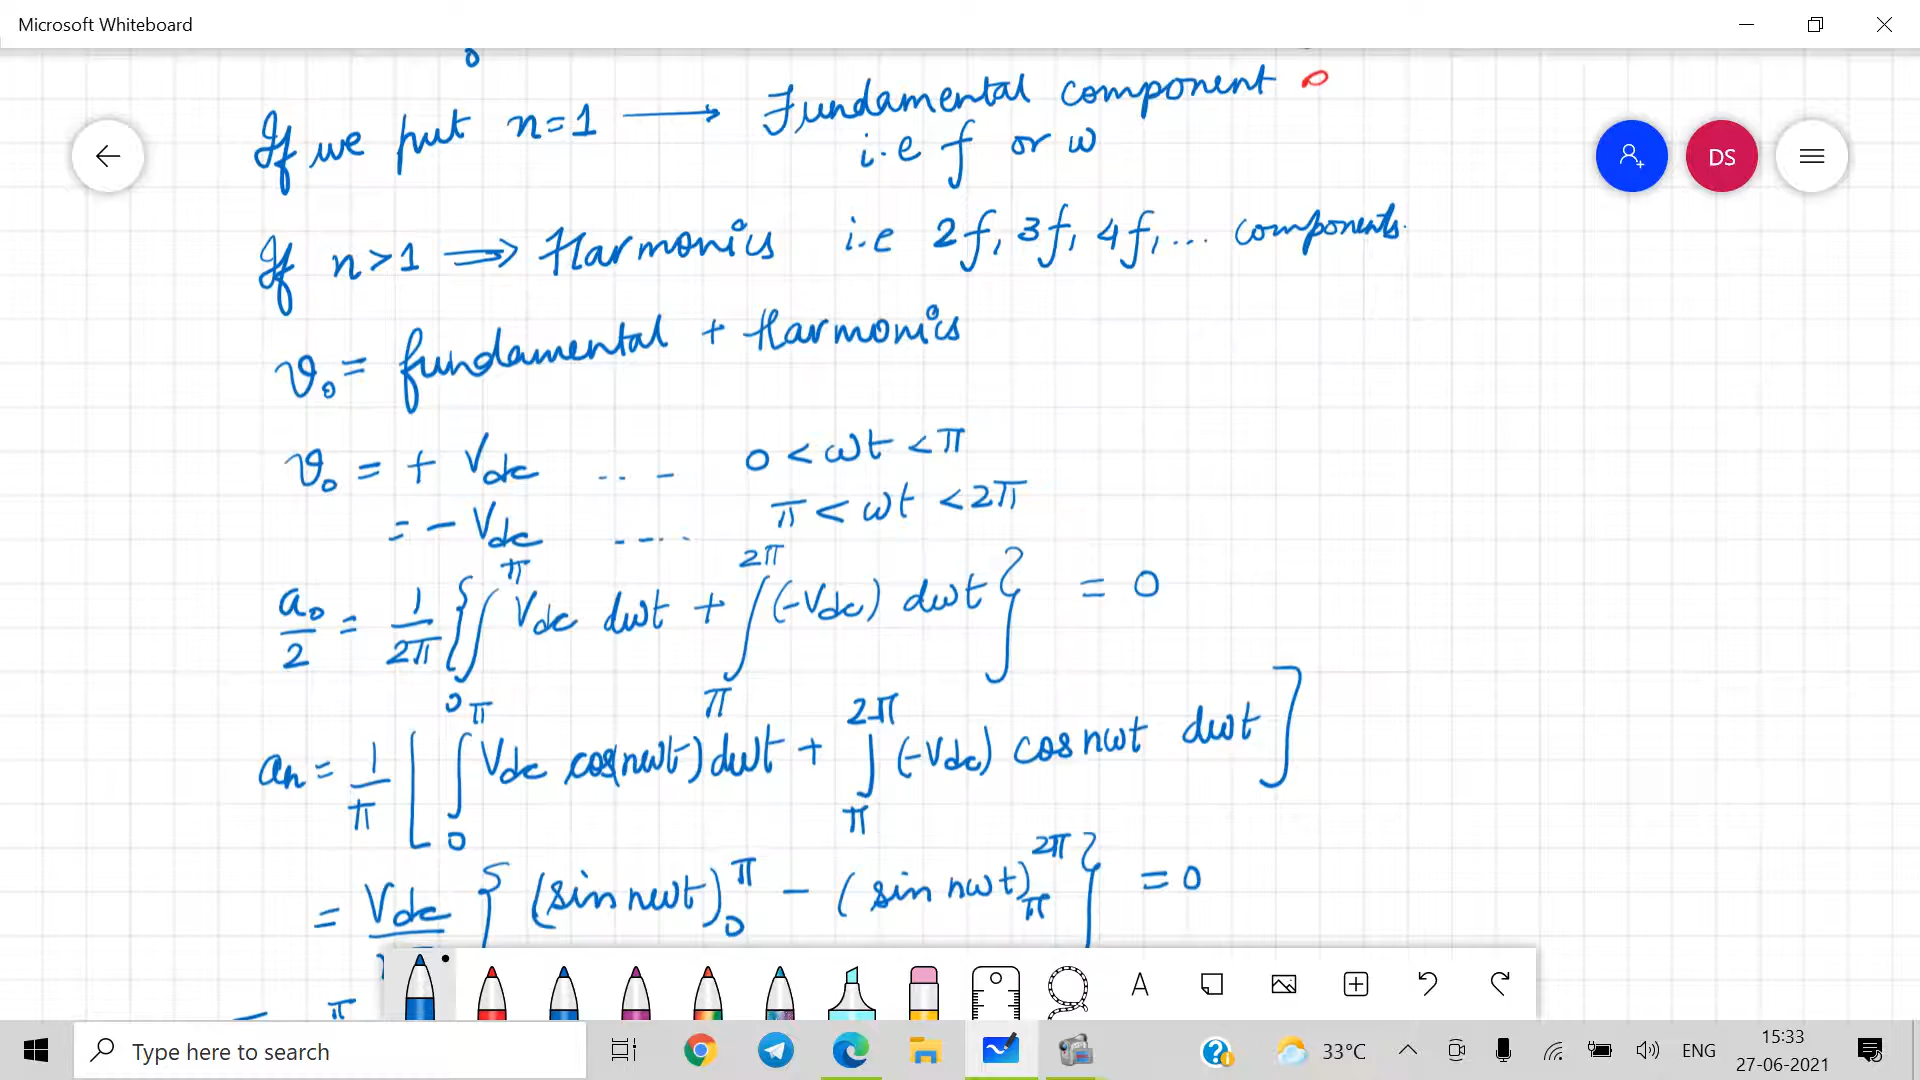 Microsoft Whiteboard
If we put n=1 ⟶ Fundamental component
i.e f or ω
DS
If n>1 ⟹ Harmonics i.e 2f, 3f, 4f, ... components.
v₀ = fundamental + Harmonics
v₀ = + Vdc .... 0 < ωt < π
= - Vdc .... π < ωt < 2π
a₀/2 = 1/2π {∫₀^π Vdc dωt + ∫_π^2π (-Vdc) dωt} = 0
an = 1/π [∫₀^π Vdc cos(nωt) dωt + ∫_π^2π (-Vdc) cos nωt dωt]
= Vdc {(sin nωt)₀^π - (sin nωt)_π^2π} = 0
π
Type here to search
33°C
ENG
15:33
27-06-2021